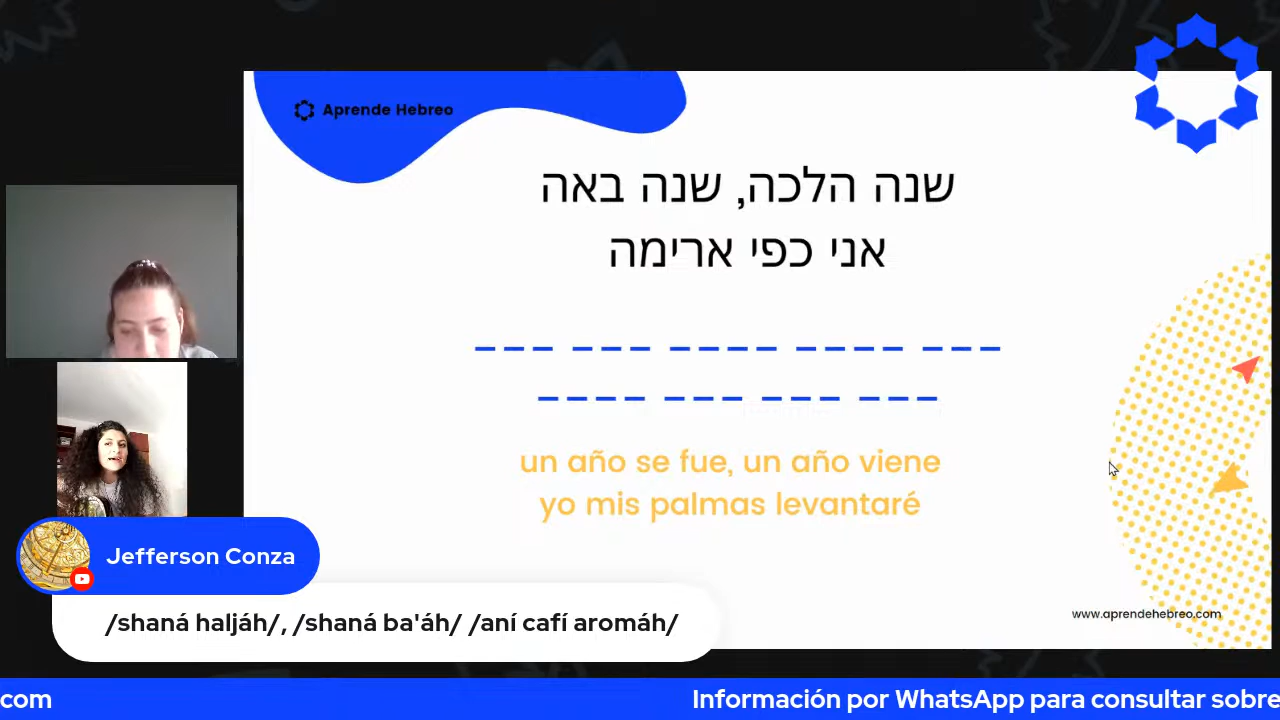 Aprende Hebreo
שנה הלכה, שנה באה
אני כפי ארימה
--- --- ---- ---- ---
---- --- --- ---
un año se fue, un año viene
yo mis palmas levantaré
www.aprendehebreo.com
Jefferson Conza
/shaná haljáh/, /shaná ba'áh/ /aní cafí aromáh/
com
Información por WhatsApp para consultar sobre